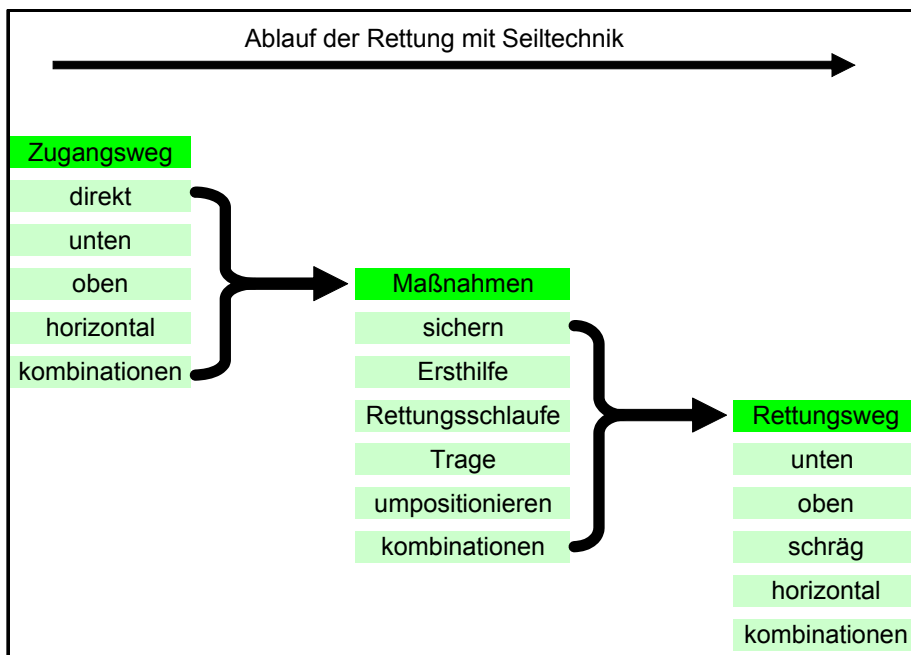 Ablauf der Rettung mit Seiltechnik
Zugangsweg
direkt
unten
oben
horizontal
kombinationen
Maßnahmen
sichern
Ersthilfe
Rettungsschlaufe
Trage
umpositionieren
kombinationen
Rettungsweg
unten
oben
schräg
horizontal
kombinationen